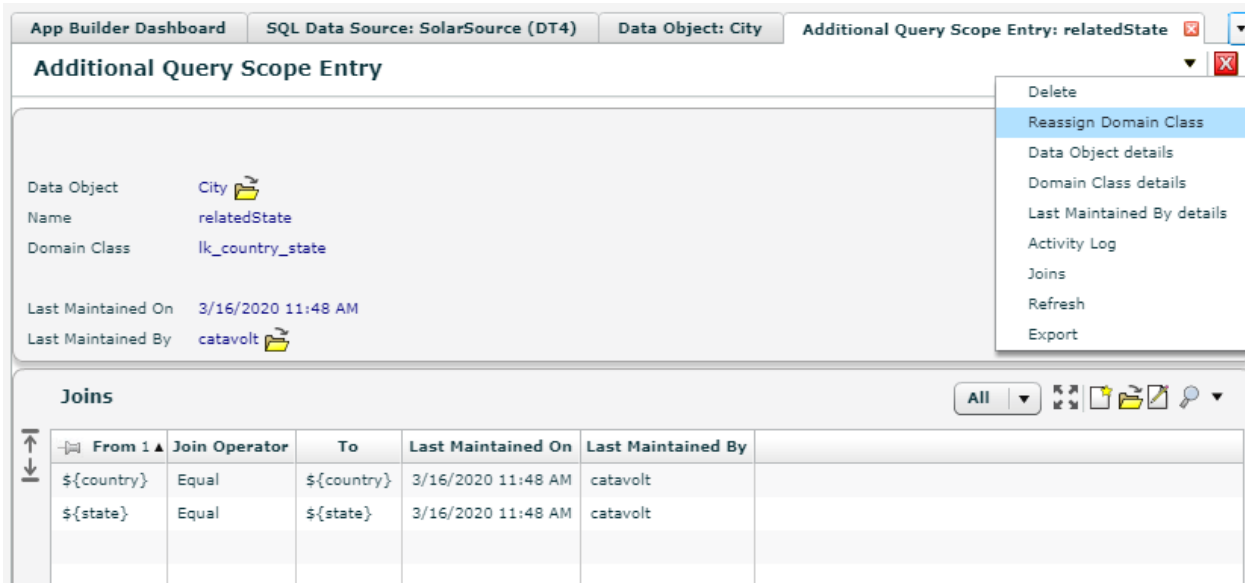 App Builder Dashboard SQL Data Source: SolarSource (DT4) Data Object: City Additional Query Scope Entry: relatedState
Additional Query Scope Entry
Delete
Reassign Domain Class
Data Object details
Domain Class details
Last Maintained By details
Activity Log
Joins
Refresh
Export
Data Object City
Name relatedState
Domain Class lk_country_state
Last Maintained On 3/16/2020 11:48 AM
Last Maintained By catavolt
Joins
All
From 1 Join Operator To Last Maintained On Last Maintained By
${country} Equal ${country} 3/16/2020 11:48 AM catavolt
${state} Equal ${state} 3/16/2020 11:48 AM catavolt